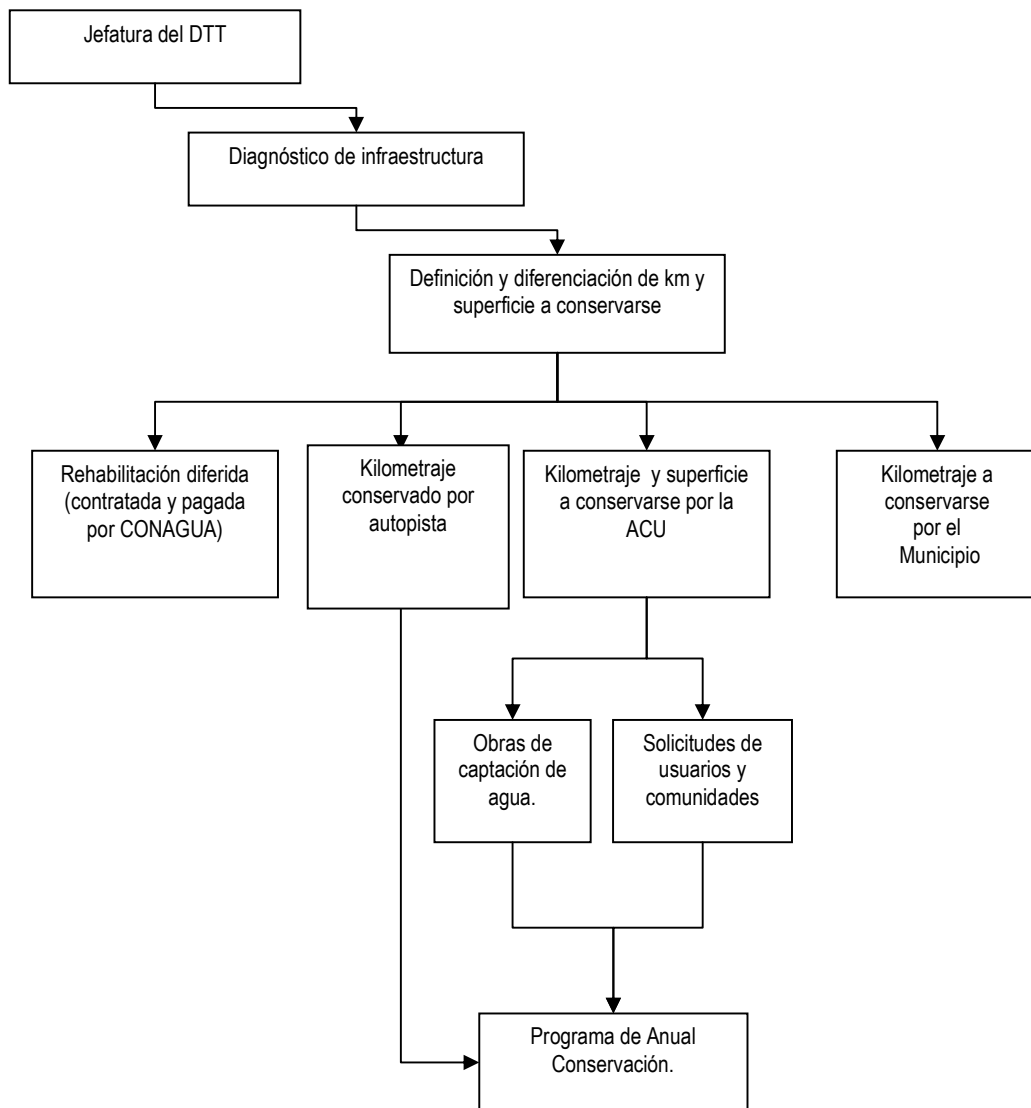 Jefatura del DTT
Diagnóstico de infraestructura
Definición y diferenciación de km y
superficie a conservarse
Rehabilitación diferida
(contratada y pagada
por CONAGUA)
Kilometraje
conservado por
autopista
Kilometraje y superficie
a conservarse por la
ACU
Kilometraje a
conservarse
por el
Municipio
Obras de
captación de
agua.
Solicitudes de
usuarios y
comunidades
Programa de Anual
Conservación.